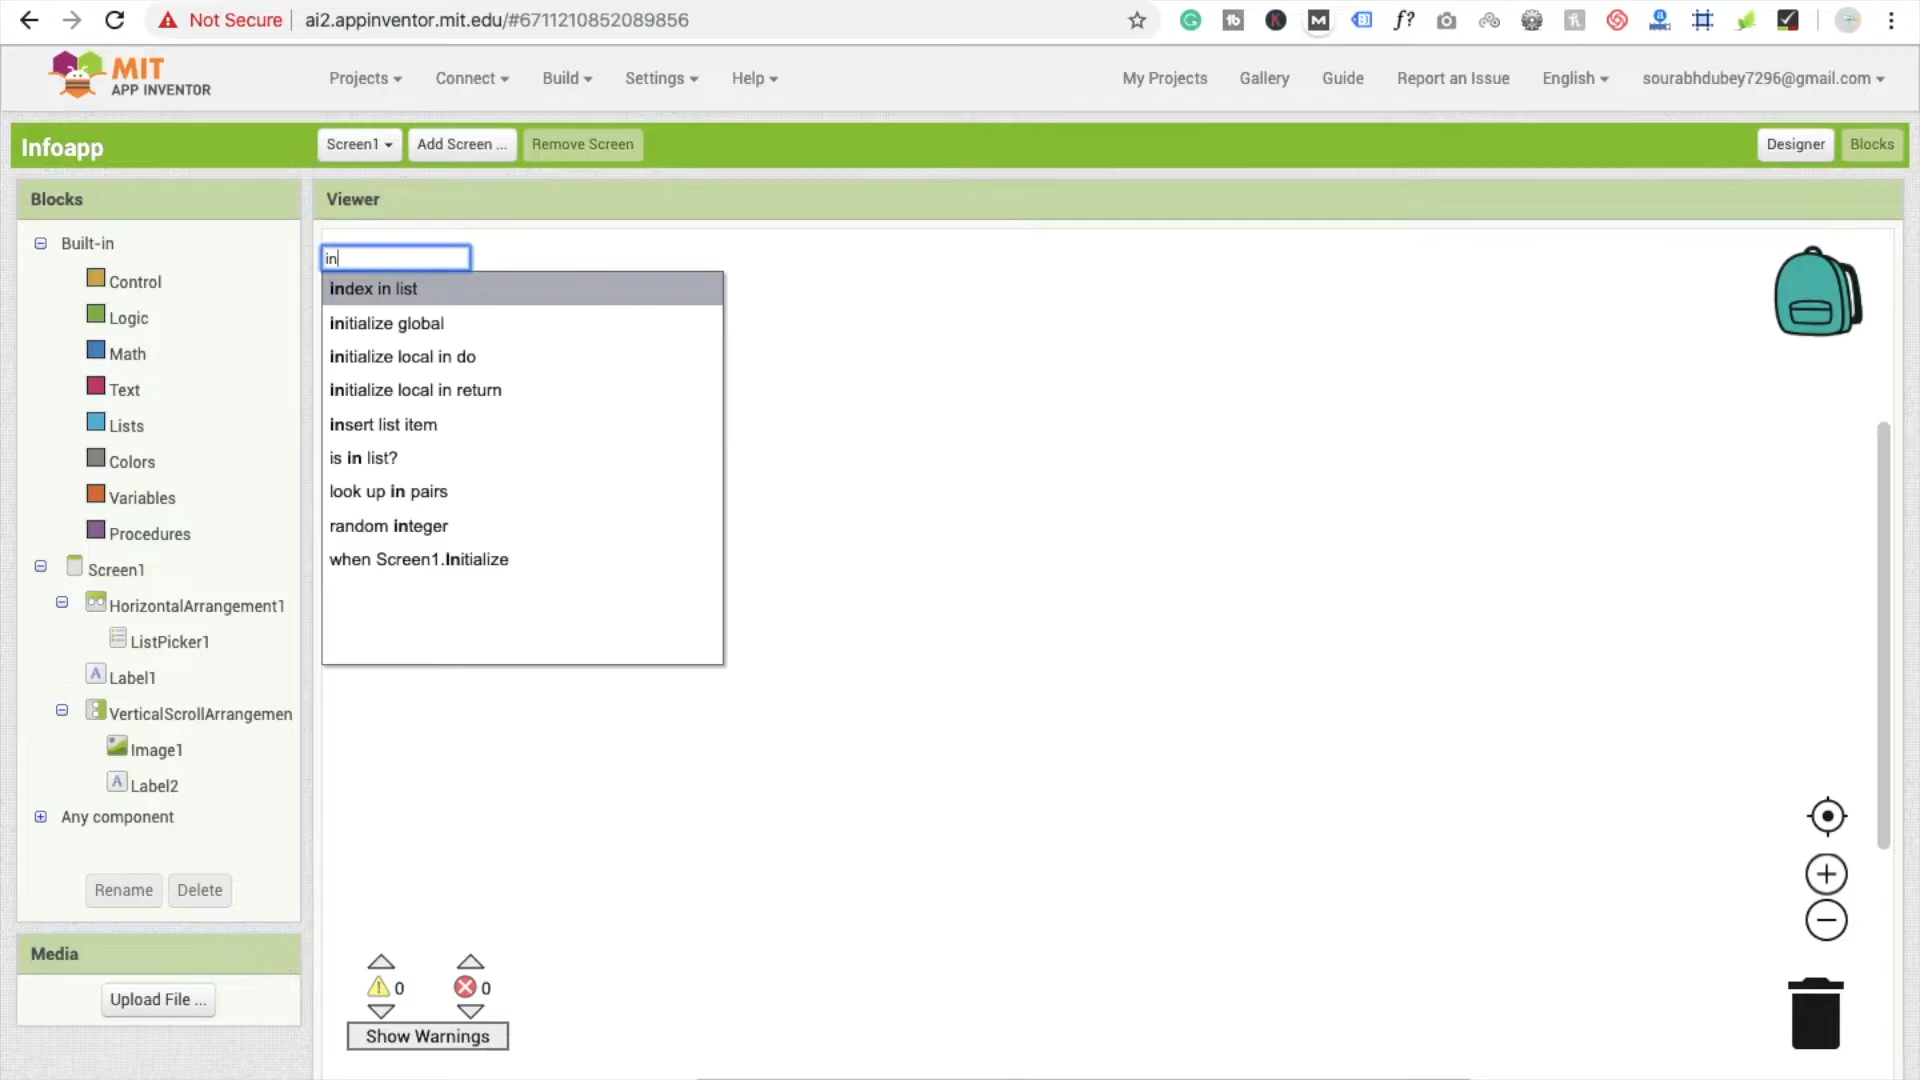 Not Secure
ai2.appinventor.mit.edu/#6711210852089856
MIT
APP INVENTOR
Projects
Connect
Build
Settings
Help
My Projects
Gallery
Guide
Report an Issue
English
sourabhdubey7296@gmail.com
Infoapp
Screen1
Add Screen ...
Remove Screen
Designer
Blocks
Blocks
Viewer
Built-in
Control
Logic
Math
Text
Lists
Colors
Variables
Procedures
Screen1
HorizontalArrangement1
ListPicker1
Label1
VerticalScrollArrangemen
Image1
Label2
Any component
Rename
Delete
Media
Upload File ...
in
index in list
initialize global
initialize local in do
initialize local in return
insert list item
is in list?
look up in pairs
random integer
when Screen1.Initialize
0
0
Show Warnings